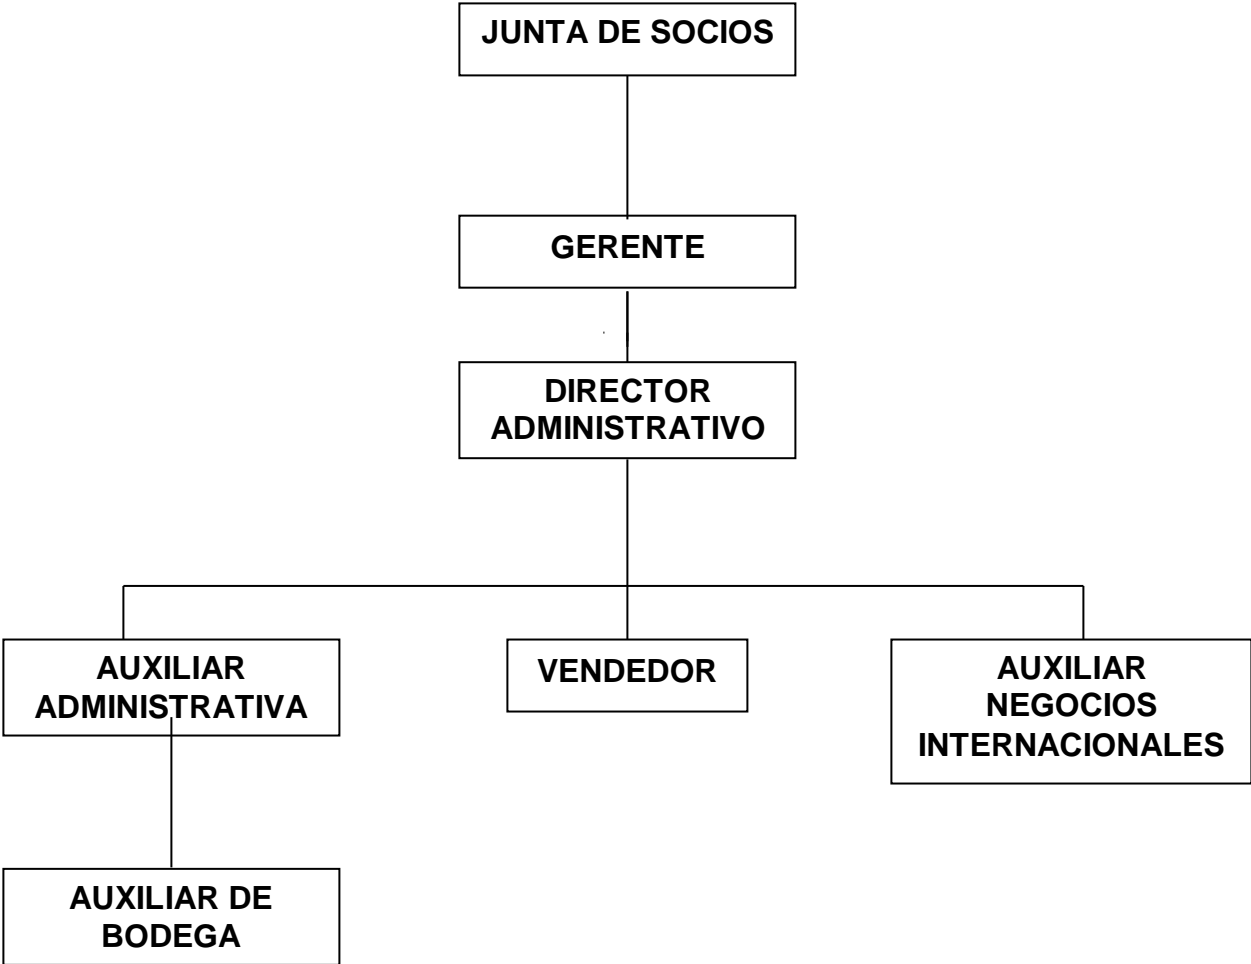 JUNTA DE SOCIOS
GERENTE
DIRECTOR
ADMINISTRATIVO
AUXILIAR
ADMINISTRATIVA
VENDEDOR
AUXILIAR
NEGOCIOS
INTERNACIONALES
AUXILIAR DE
BODEGA